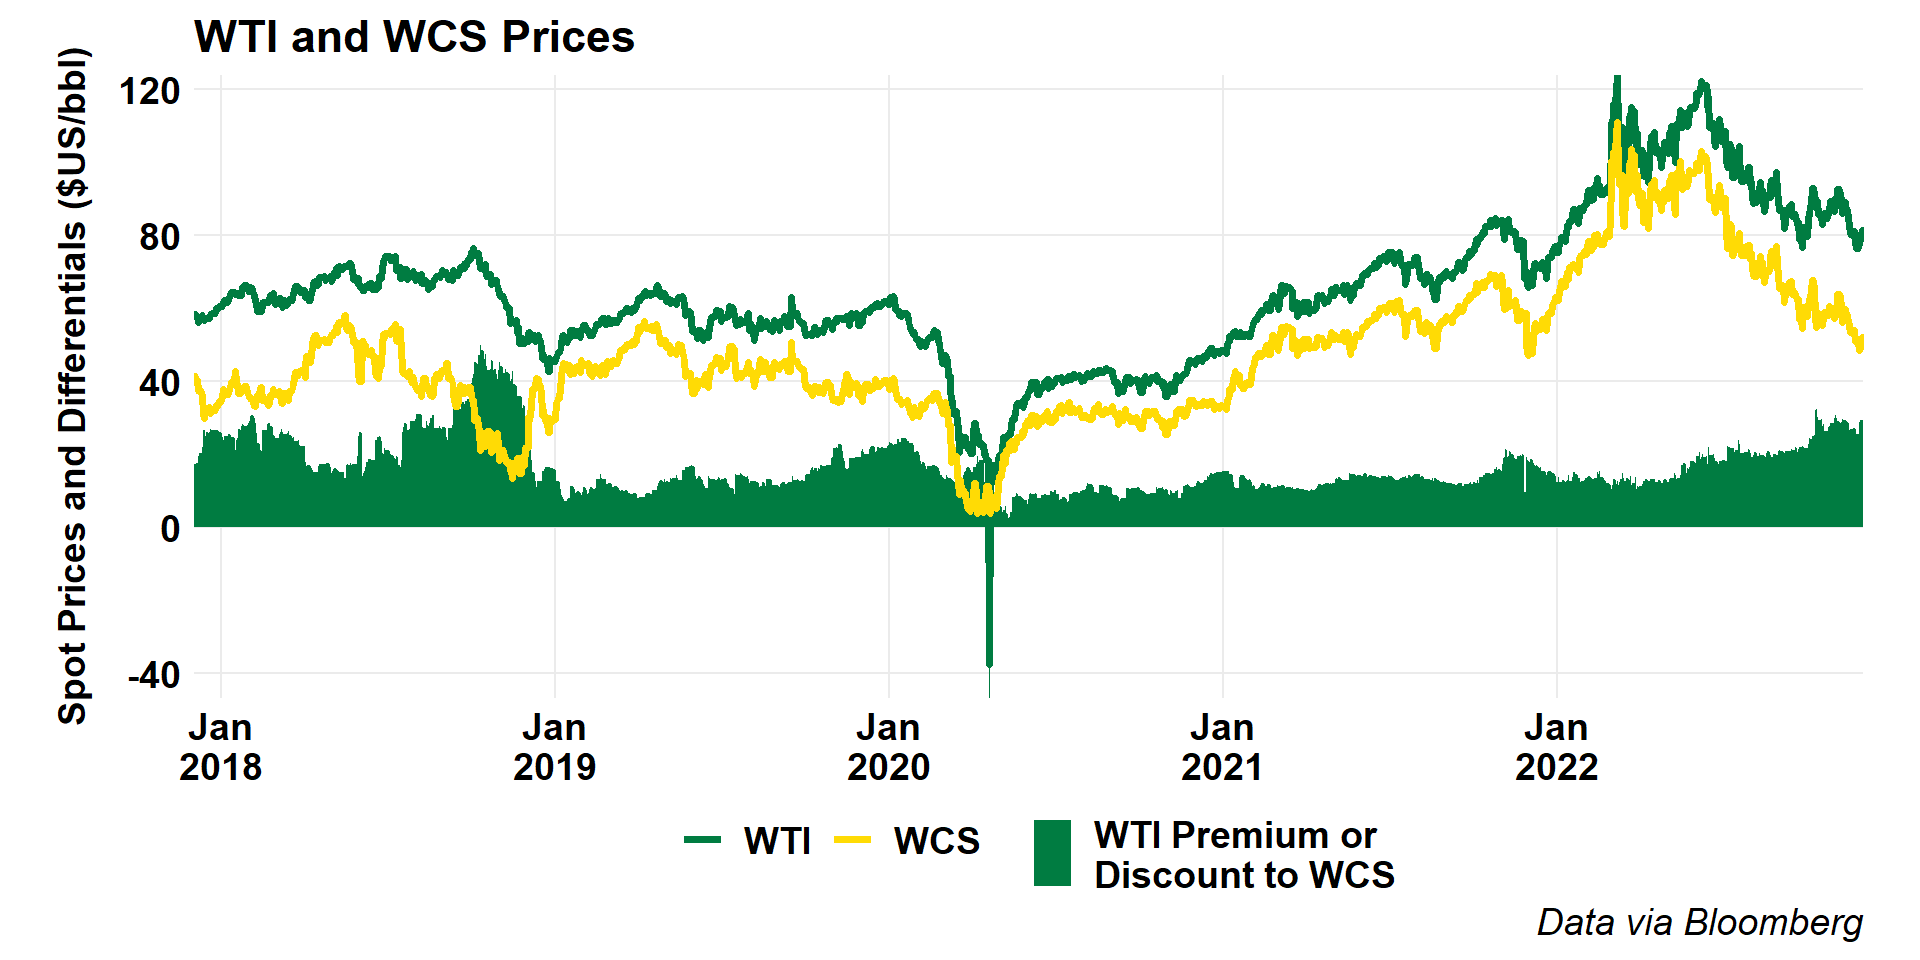 WTI and WCS Prices
Spot Prices and Differentials ($US/bbl)
120
80
40
0
-40
Jan
2018
Jan
2019
Jan
2020
Jan
2021
Jan
2022
WTI
WCS
WTI Premium or
Discount to WCS
Data via Bloomberg